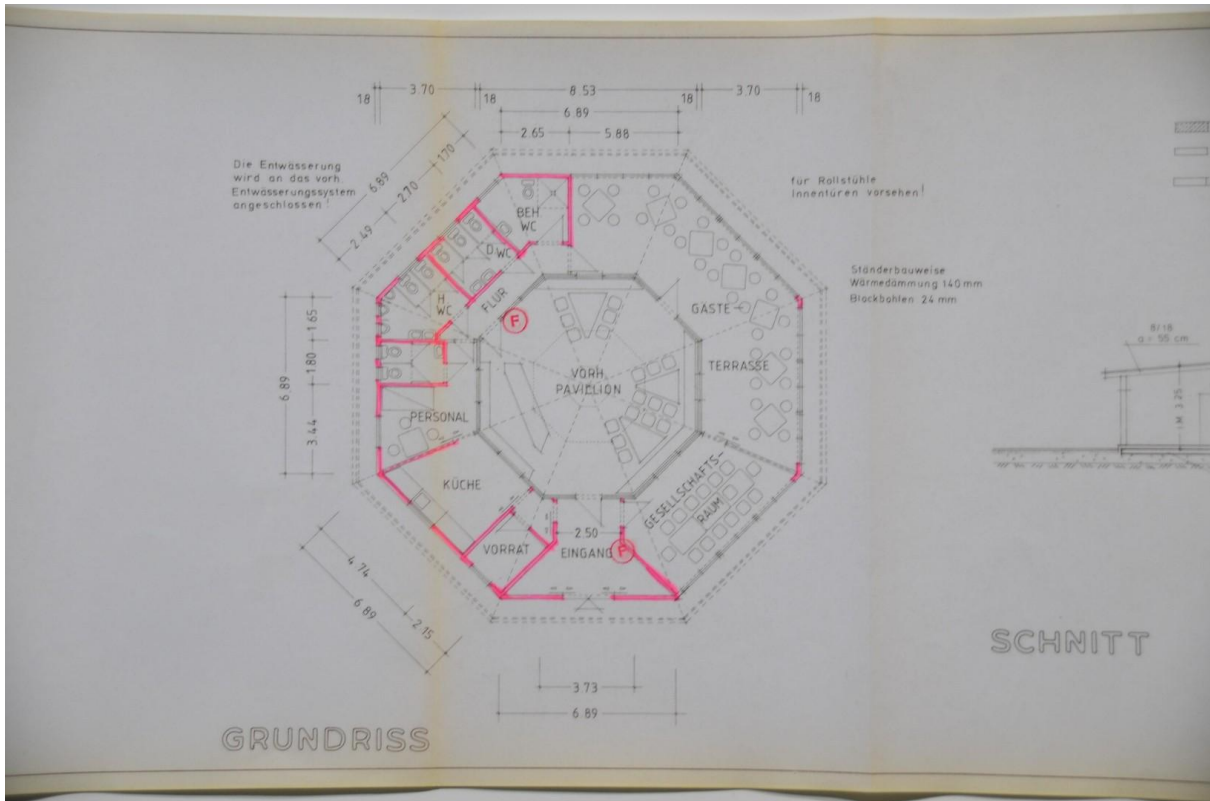 18
3.70
18
8.53
18
3.70
18
6.89
2.65
5.88
Die Entwässerung
wird an das vorh.
Entwässerungssystem
angeschlossen!
für Rollstühle
Innentüren vorsehen!
Ständerbauweise
Wärmedämmung 140mm
Blockbohlen 24 mm
1.70
6.89
2.70
2.49
BEH.
WC
D WC
H
WC
FLUR
F
GÄSTE-
TERRASSE
VORH.
PAVILLION
1.65
1.80
6.89
3.44
PERSONAL
KÜCHE
VORRAT
2.50
EINGANG
F
GESELLSCHAFTS-
RAUM
4.74
6.89
2.15
3.73
6.89
8/18
a = 55 cm
i.M 3.25
GRUNDRISS
SCHNITT